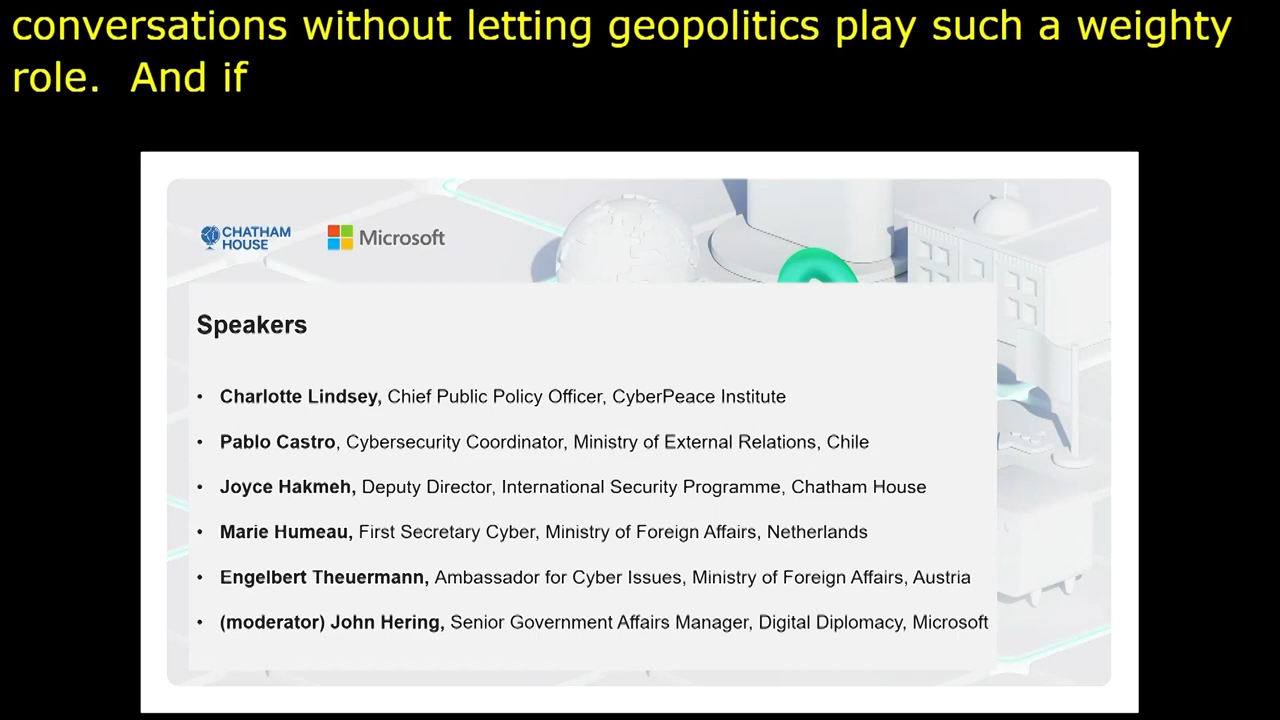 conversations without letting geopolitics play such a weighty
role.  And if
CHATHAM
HOUSE
Microsoft
Speakers
• Charlotte Lindsey, Chief Public Policy Officer, CyberPeace Institute
• Pablo Castro, Cybersecurity Coordinator, Ministry of External Relations, Chile
• Joyce Hakmeh, Deputy Director, International Security Programme, Chatham House
• Marie Humeau, First Secretary Cyber, Ministry of Foreign Affairs, Netherlands
• Engelbert Theuermann, Ambassador for Cyber Issues, Ministry of Foreign Affairs, Austria
• (moderator) John Hering, Senior Government Affairs Manager, Digital Diplomacy, Microsoft